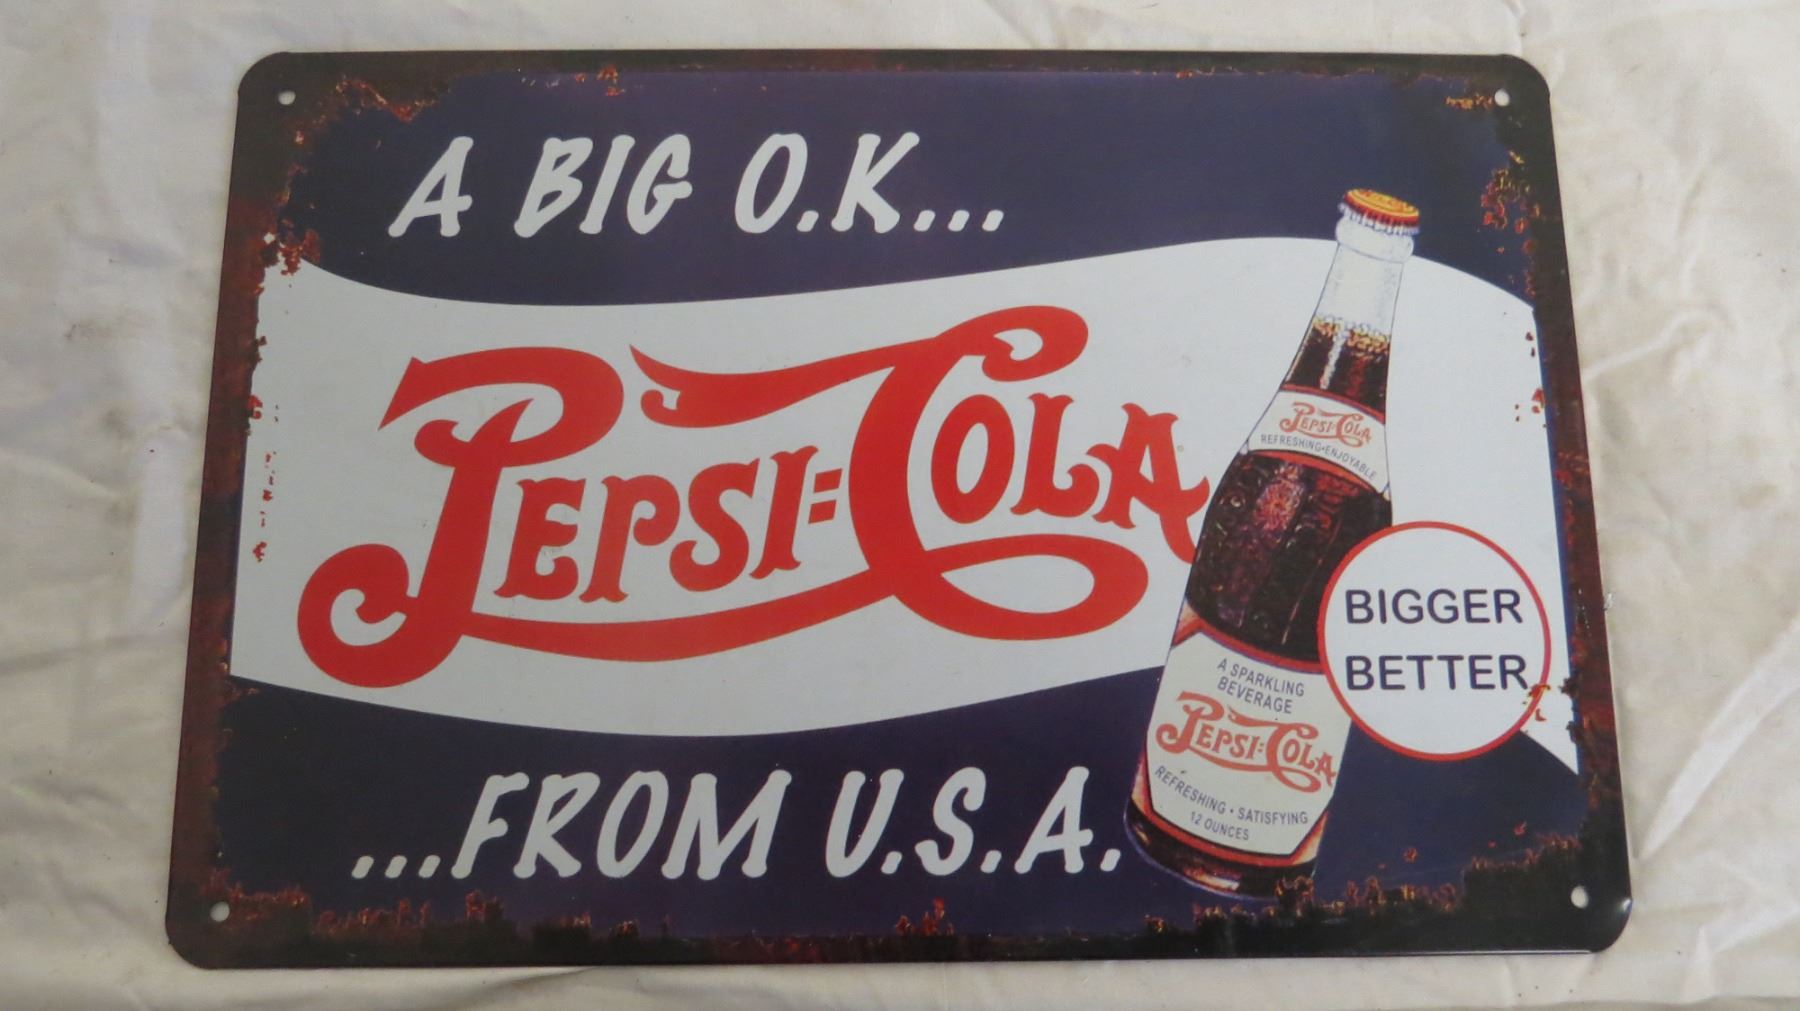 A BIG O.K...
PEPSI=COLA
PEPSI=COLA
REFRESHING•ENJOYABLE
BIGGER
BETTER
A SPARKLING
BEVERAGE
PEPSI=COLA
REFRESHING • SATISFYING
12 OUNCES
...FROM U.S.A.